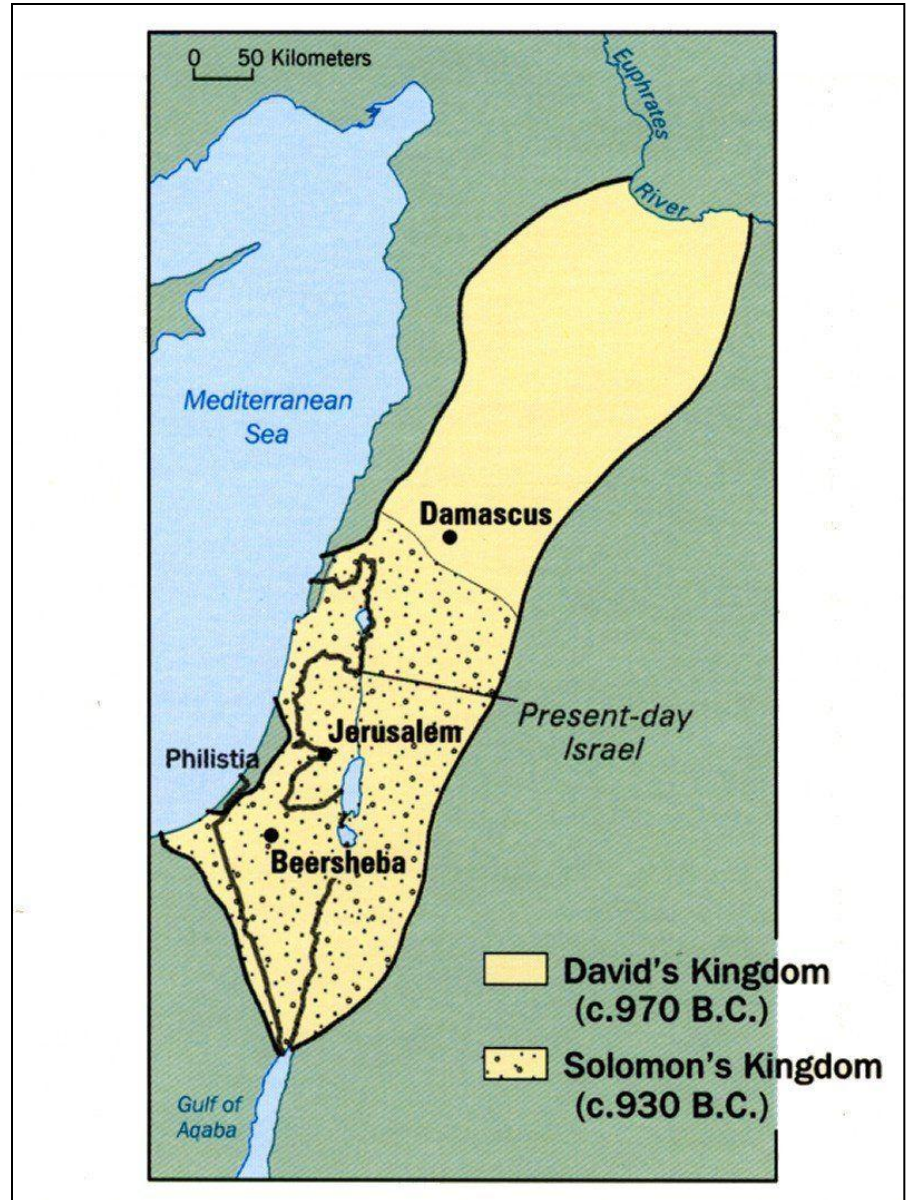 0 50 Kilometers
Euphrates
River
Mediterranean
Sea
Damascus
Present-day
Israel
Jerusalem
Philistia
Beersheba
David's Kingdom
(c.970 B.C.)
Solomon's Kingdom
(c.930 B.C.)
Gulf of
Aqaba